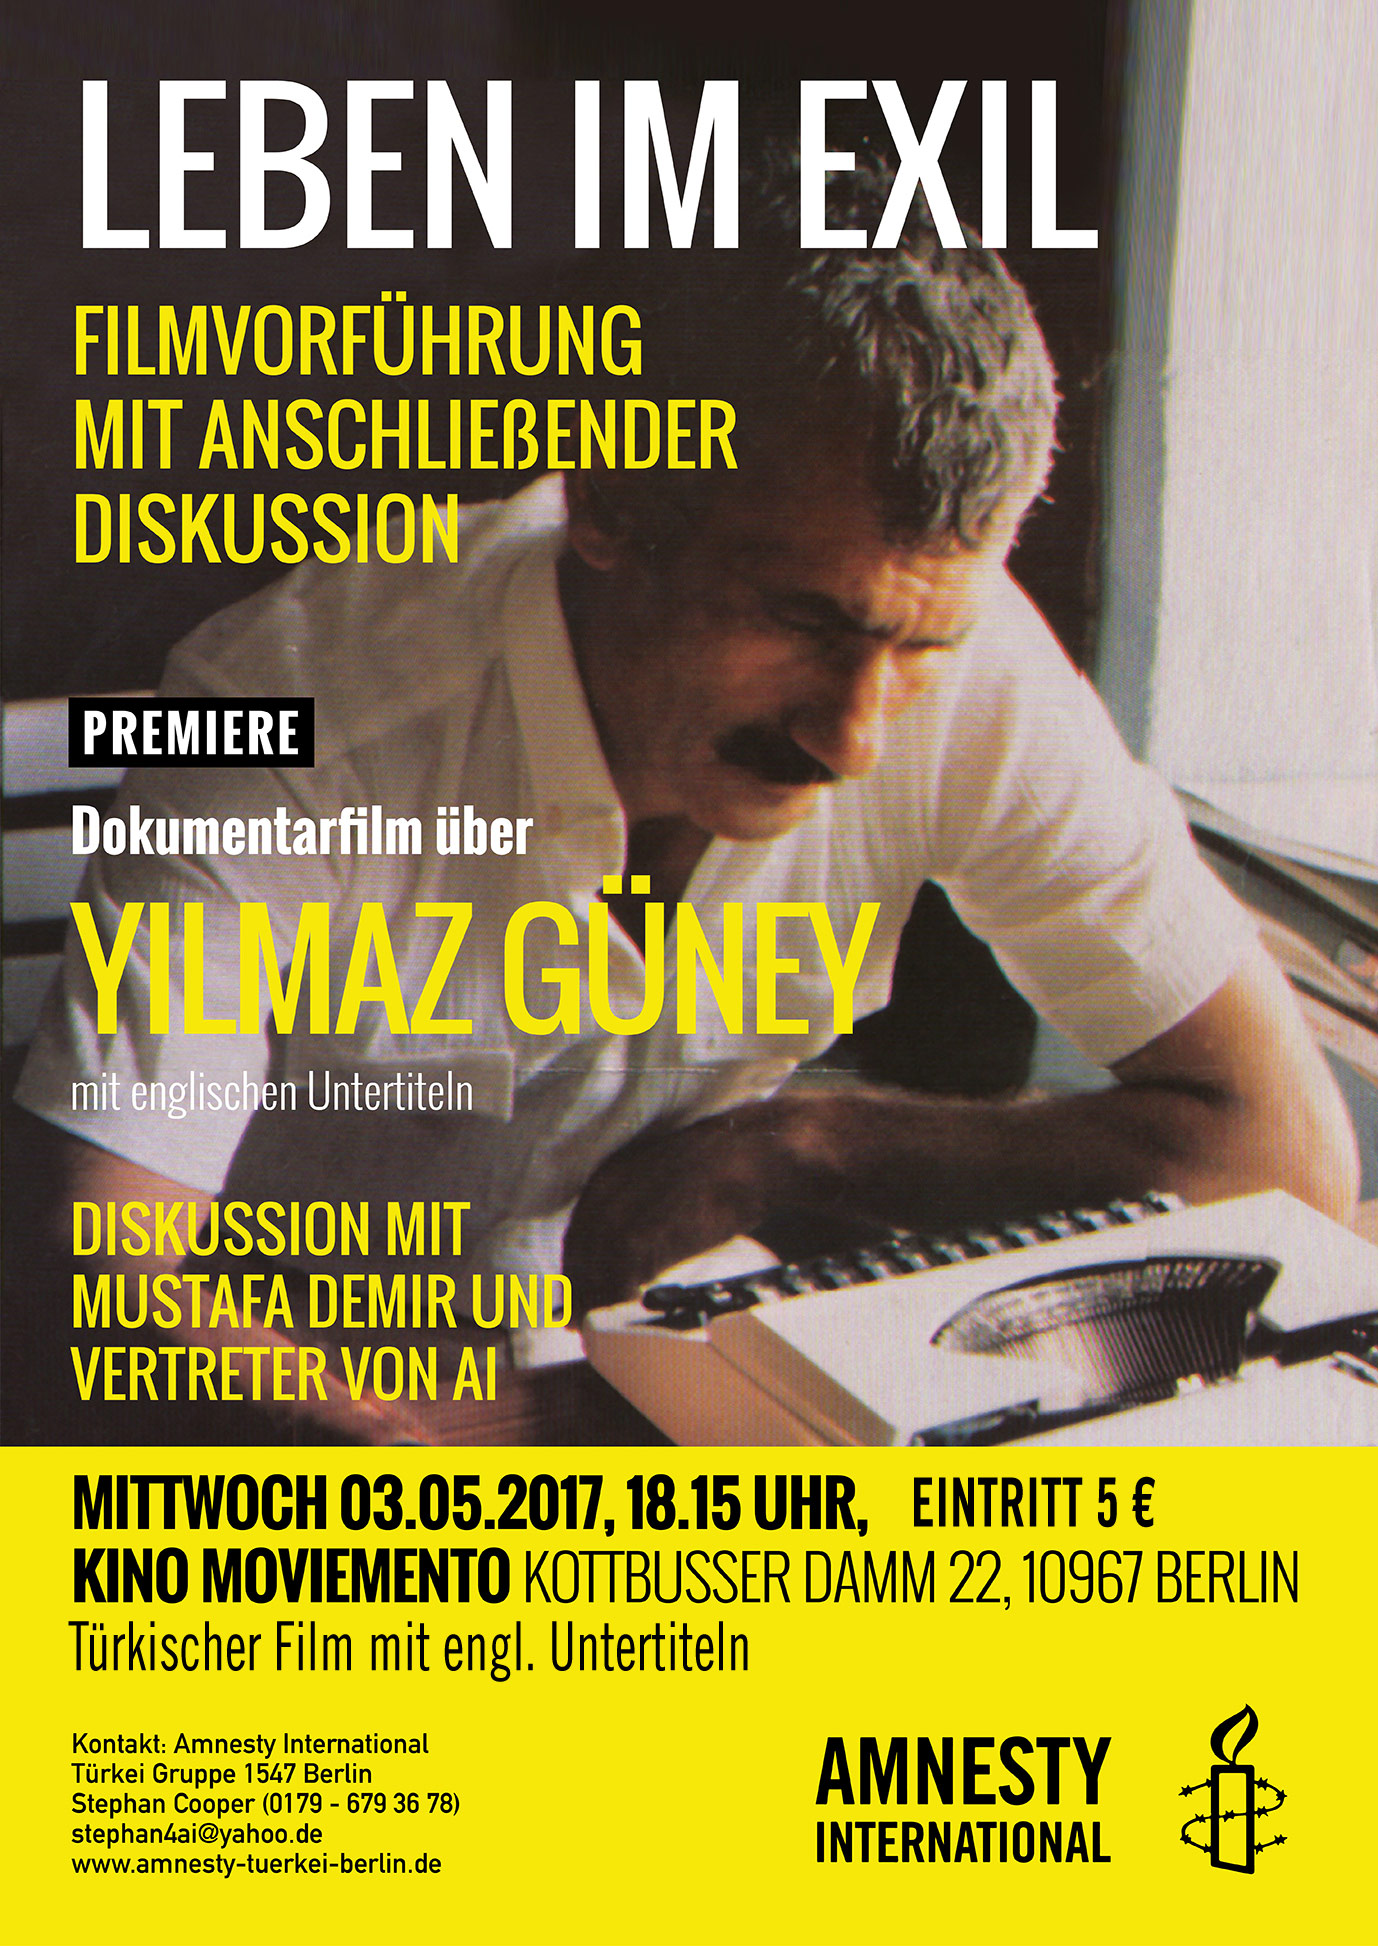 LEBEN IM EXIL
FILMVORFÜHRUNG
MIT ANSCHLIEßENDER
DISKUSSION
PREMIERE
Dokumentarfilm über
YILMAZ GÜNEY
mit englischen Untertiteln
DISKUSSION MIT
MUSTAFA DEMIR UND
VERTRETER VON AI
MITTWOCH 03.05.2017, 18.15 UHR, EINTRITT 5 €
KINO MOVIEMENTO KOTTBUSSER DAMM 22, 10967 BERLIN
Türkischer Film mit engl. Untertiteln
Kontakt: Amnesty International
Türkei Gruppe 1547 Berlin
Stephan Cooper (0179 - 679 36 78)
stephan4ai@yahoo.de
www.amnesty-tuerkei-berlin.de
AMNESTY
INTERNATIONAL